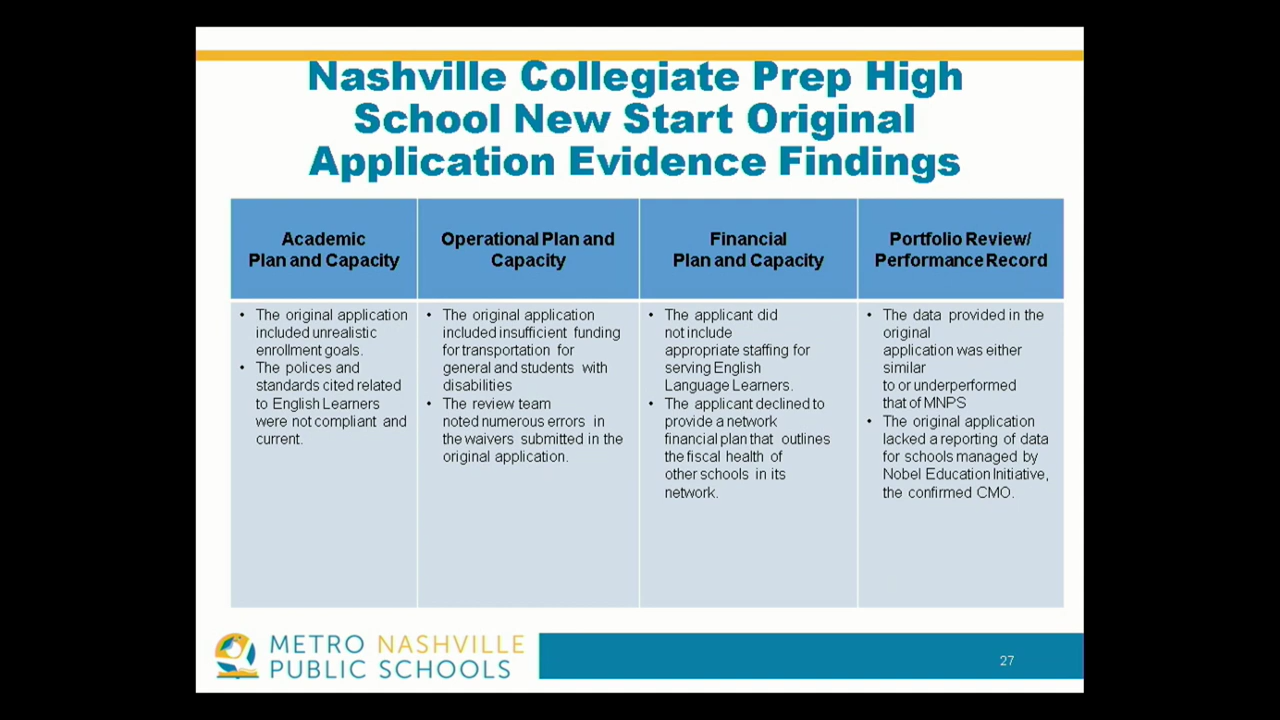 Nashville Collegiate Prep High
School New Start Original
Application Evidence Findings
Academic
Plan and Capacity
Operational Plan and
Capacity
Financial
Plan and Capacity
Portfolio Review/
Performance Record
• The original application
included unrealistic
enrollment goals.
• The polices and
standards cited related
to English Learners
were not compliant and
current.
• The original application
included insufficient funding
for transportation for
general and students with
disabilities
• The review team
noted numerous errors in
the waivers submitted in the
original application.
• The applicant did
not include
appropriate staffing for
serving English
Language Learners.
• The applicant declined to
provide a network
financial plan that outlines
the fiscal health of
other schools in its
network.
• The data provided in the
original
application was either
similar
to or underperformed
that of MNPS
• The original application
lacked a reporting of data
for schools managed by
Nobel Education Initiative,
the confirmed CMO.
METRO NASHVILLE
PUBLIC SCHOOLS
27